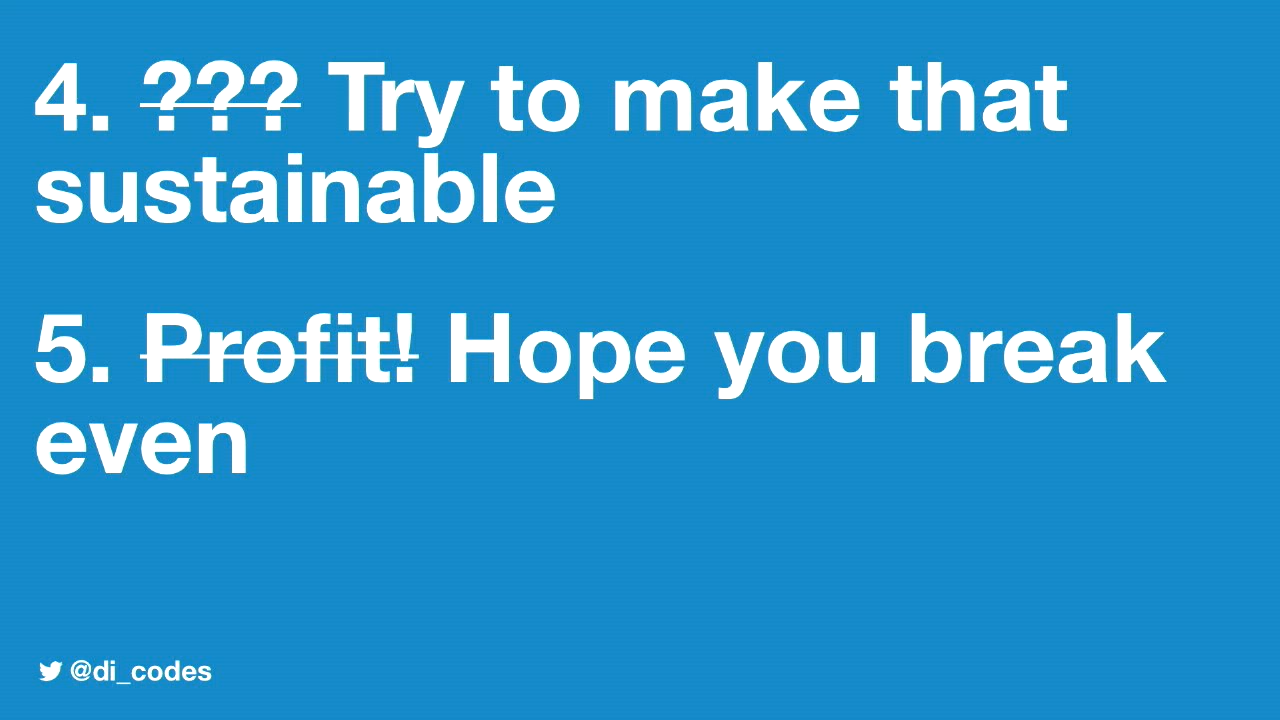 4. ??? Try to make that
sustainable
5. Profit! Hope you break
even
@di_codes